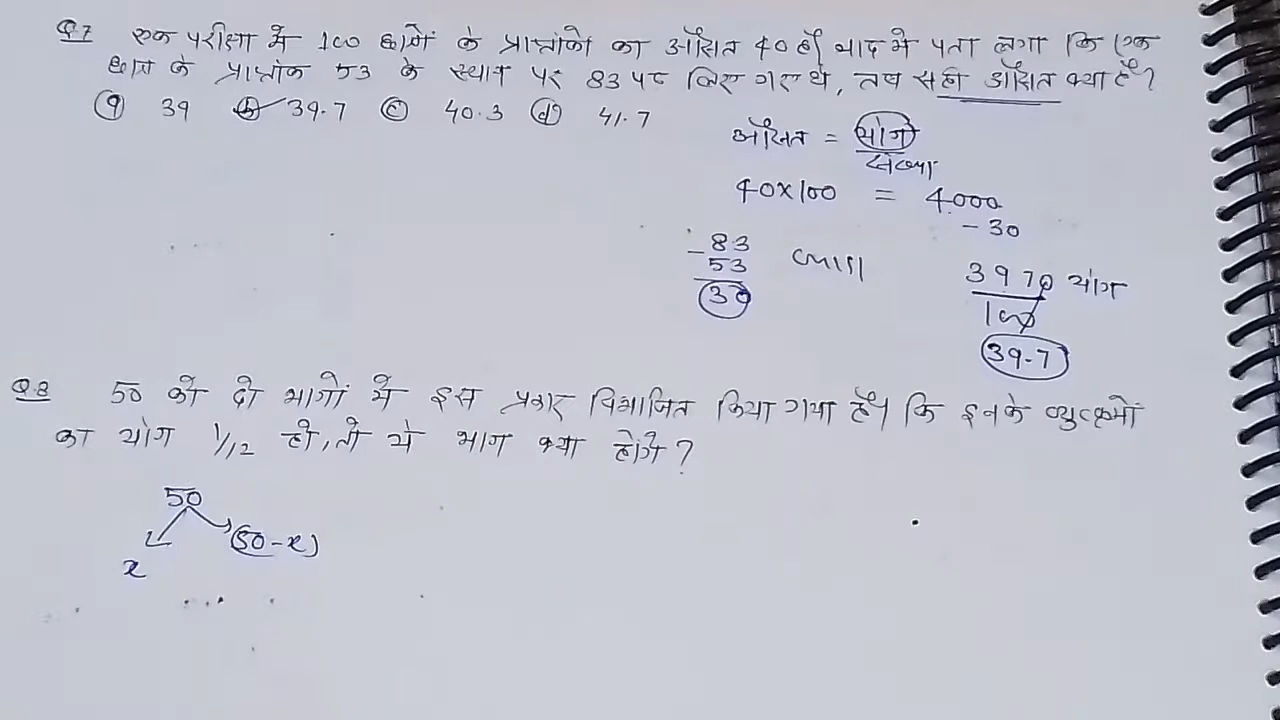 Q.7 एक परीक्षा में 100 छात्रों के प्राप्तांको का औसत 40 है। बाद में पता लगा कि एक
छात्र के प्राप्तांक 53 के स्थान पर 83 पढ़ लिए गए थे, तब सही औसत क्या है?
(a) 39 (b) 39.7 (c) 40.3 (d) 41.7
औसत = योग
संख्या
40×100 = 4000
- 30
- 83
53
30
3970 योग
100
39.7
Q.8 50 को दो भागों में इस प्रकार विभाजित किया गया है। कि इनके व्युत्क्रमों
का योग 1/12 हो, तो ये भाग क्या होंगे?
50
x (50-x)